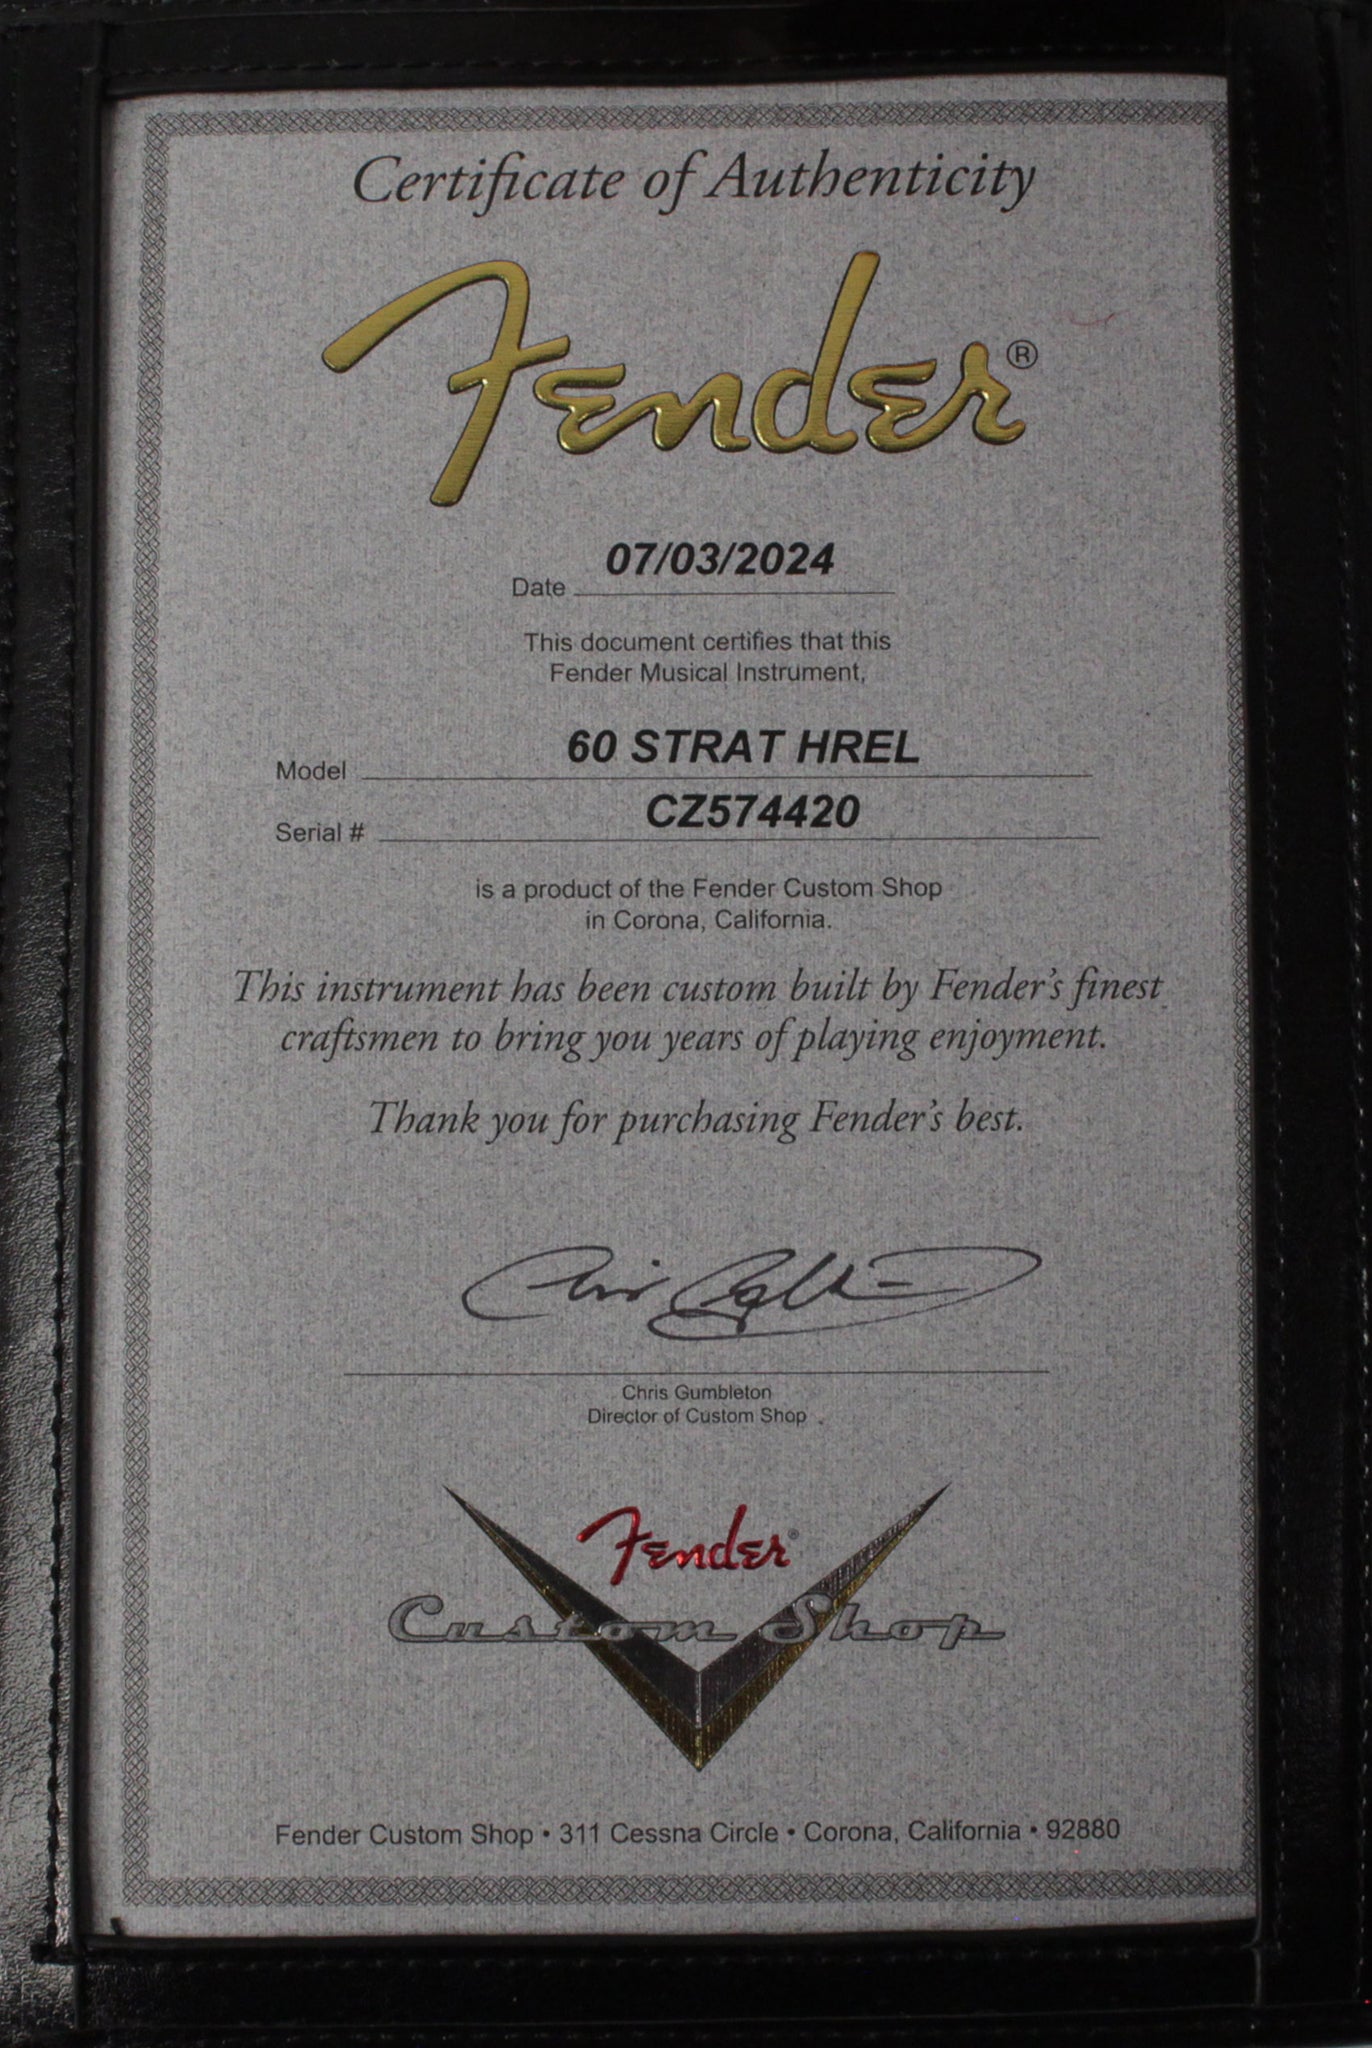 Certificate of Authenticity
Fender®
Date 07/03/2024
This document certifies that this
Fender Musical Instrument,
Model 60 STRAT HREL
Serial # CZ574420
is a product of the Fender Custom Shop
in Corona, California.
This instrument has been custom built by Fender's finest
craftsmen to bring you years of playing enjoyment.
Thank you for purchasing Fender's best.
Chris Gumbleton
Director of Custom Shop
Fender®
Custom Shop
Fender Custom Shop • 311 Cessna Circle • Corona, California • 92880